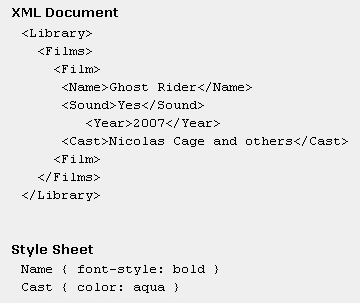 XML Document
<Library>
<Films>
<Film>
<Name>Ghost Rider</Name>
<Sound>Yes</Sound>
<Year>2007</Year>
<Cast>Nicolas Cage and others</Cast>
<Film>
</Films>
</Library>
Style Sheet
Name { font-style: bold }
Cast { color: aqua }